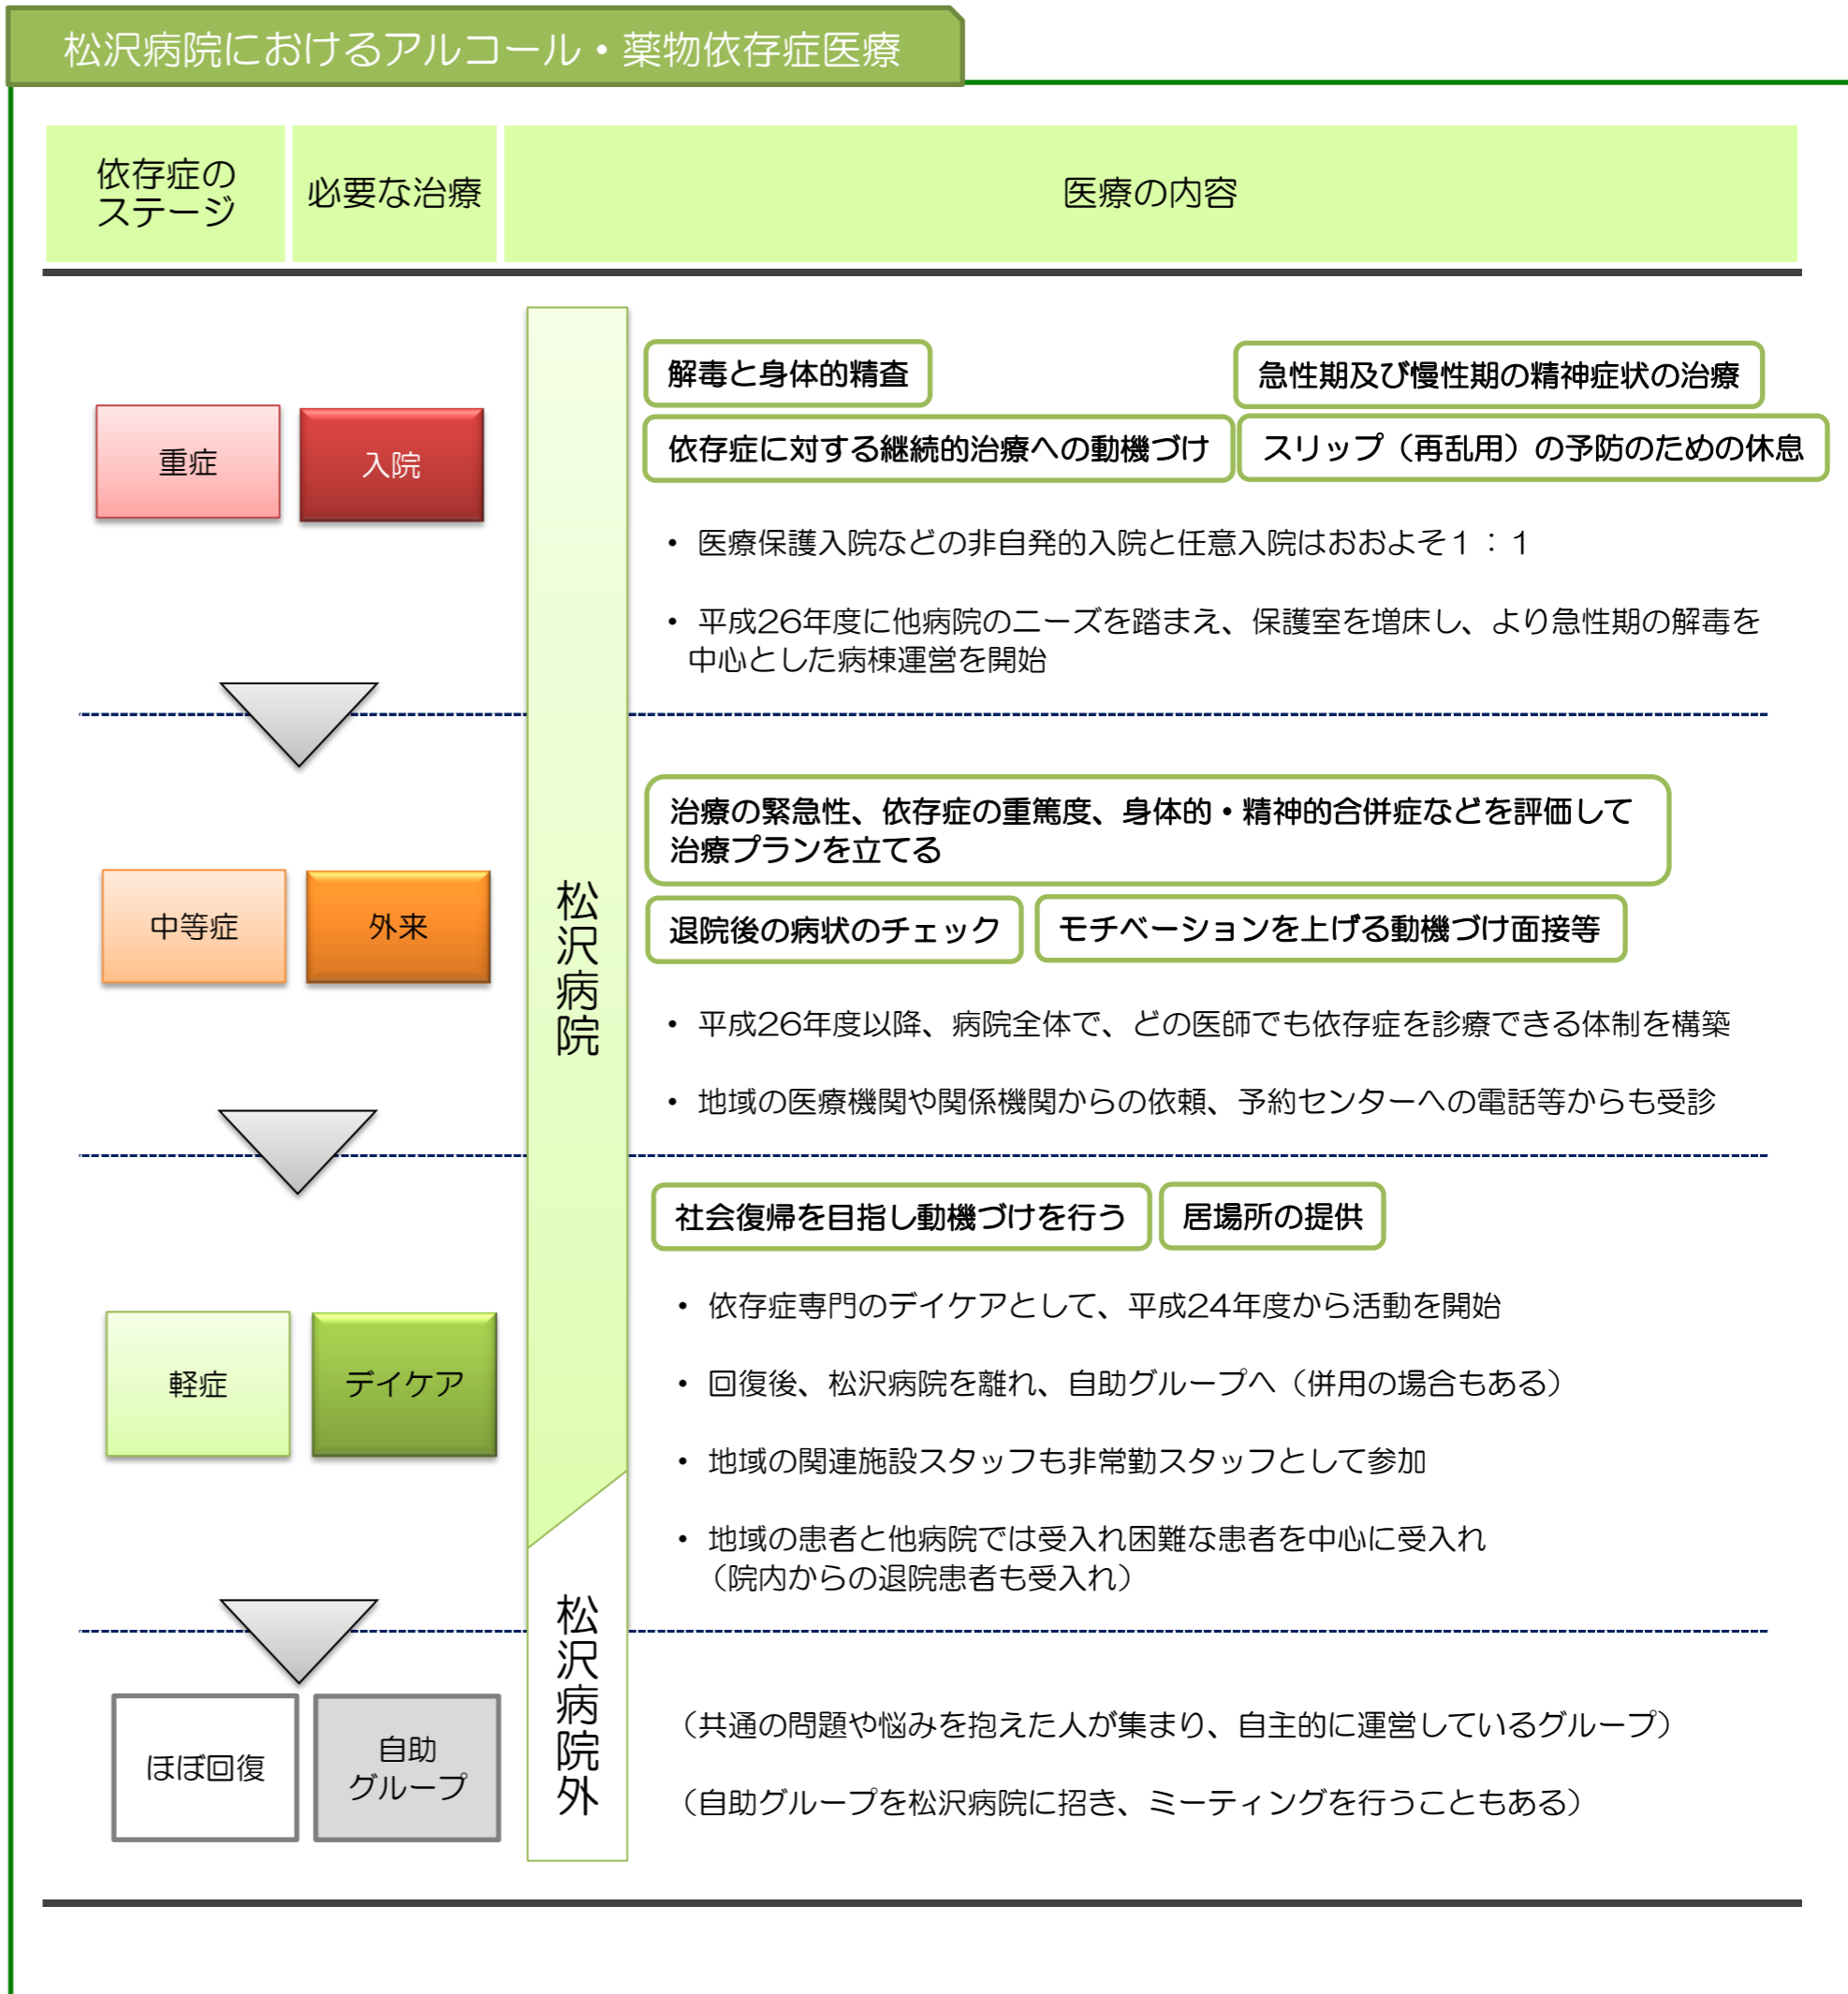 松沢病院におけるアルコール・薬物依存症医療
依存症の
ステージ
必要な治療
医療の内容
重症
入院
解毒と身体的精査
急性期及び慢性期の精神症状の治療
依存症に対する継続的治療への動機づけ
スリップ（再乱用）の予防のための休息
・ 医療保護入院などの非自発的入院と任意入院はおおよそ１：１
・ 平成26年度に他病院のニーズを踏まえ、保護室を増床し、より急性期の解毒を
中心とした病棟運営を開始
松沢病院
治療の緊急性、依存症の重篤度、身体的・精神的合併症などを評価して
治療プランを立てる
中等症
外来
退院後の病状のチェック
モチベーションを上げる動機づけ面接等
・ 平成26年度以降、病院全体で、どの医師でも依存症を診療できる体制を構築
・ 地域の医療機関や関係機関からの依頼、予約センターへの電話等からも受診
社会復帰を目指し動機づけを行う
居場所の提供
軽症
デイケア
・ 依存症専門のデイケアとして、平成24年度から活動を開始
・ 回復後、松沢病院を離れ、自助グループへ（併用の場合もある）
・ 地域の関連施設スタッフも非常勤スタッフとして参加
・ 地域の患者と他病院では受入れ困難な患者を中心に受入れ
（院内からの退院患者も受入れ）
松沢病院外
ほぼ回復
自助
グループ
（共通の問題や悩みを抱えた人が集まり、自主的に運営しているグループ）
（自助グループを松沢病院に招き、ミーティングを行うこともある）